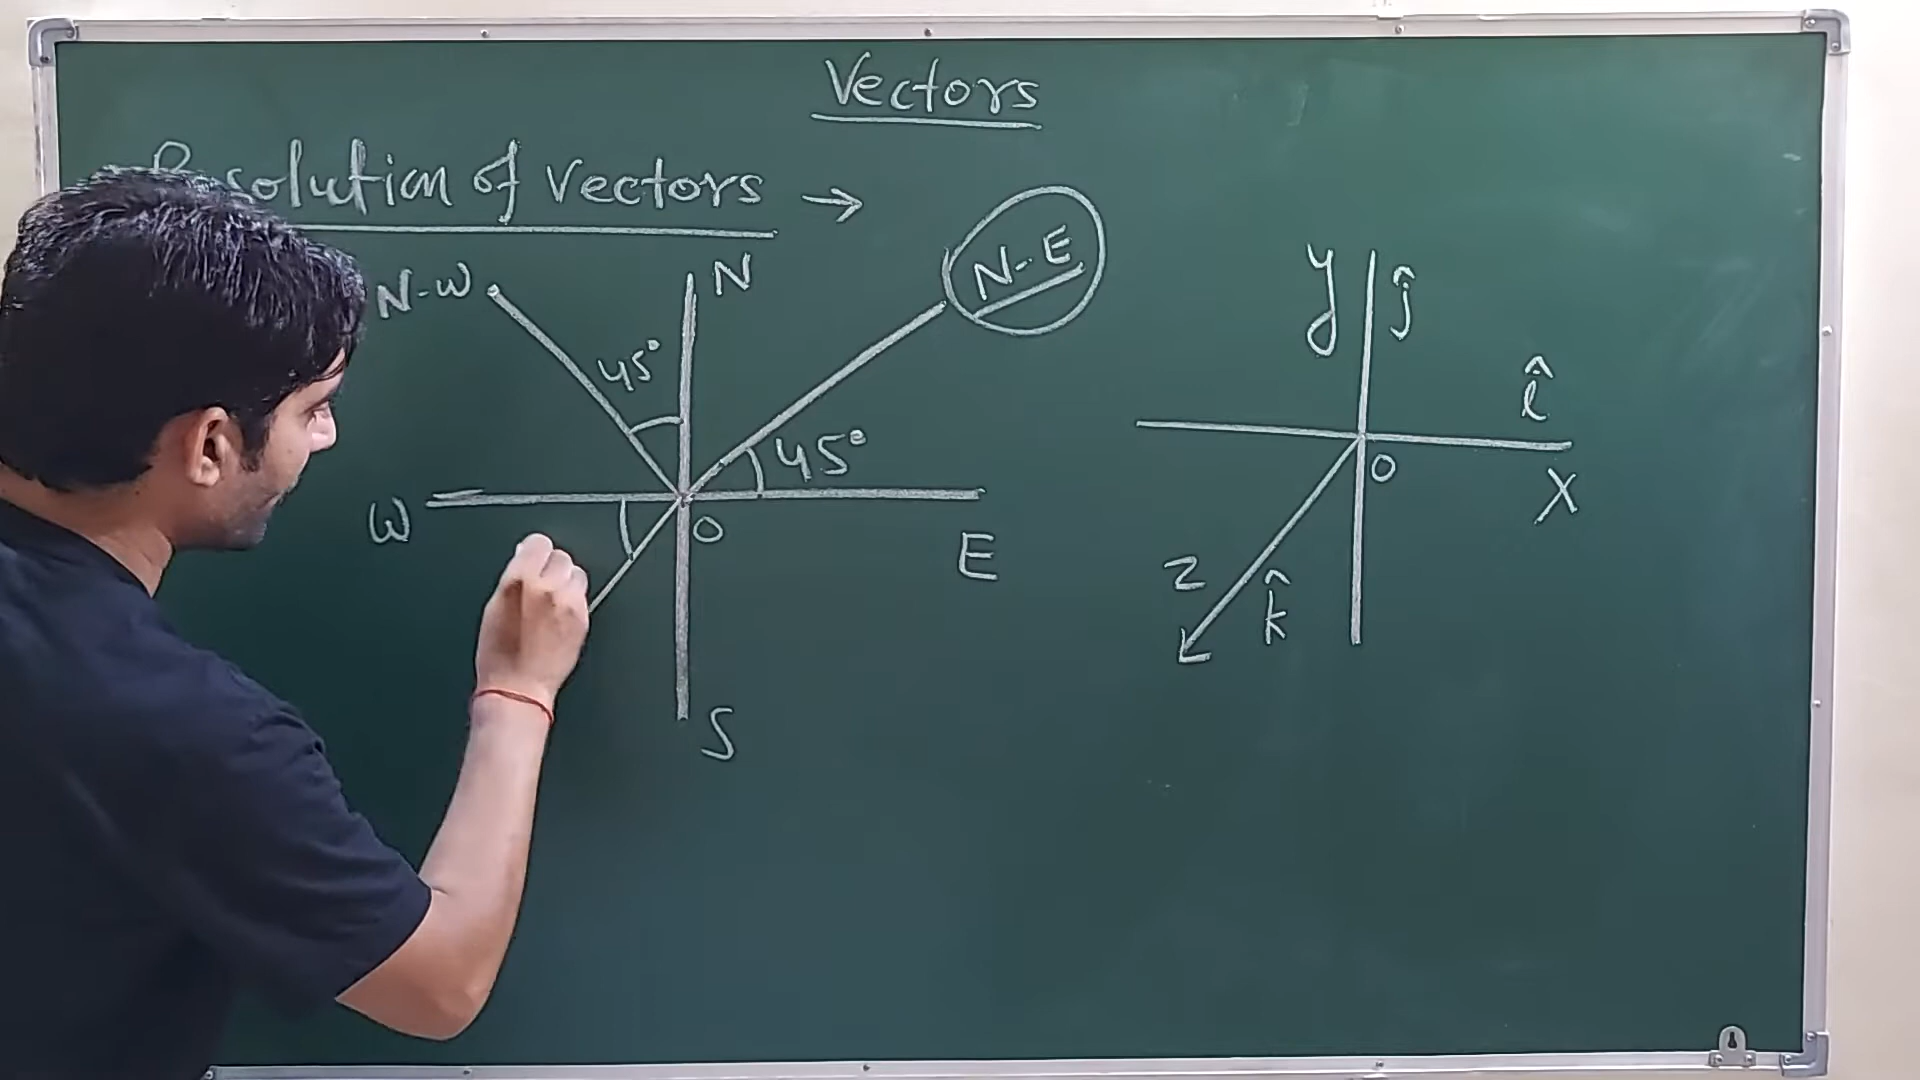 Vectors
Resolution of Vectors →
N-W
N
N-E
45°
45°
W
O
E
S
y
ĵ
î
O
X
Z
k̂